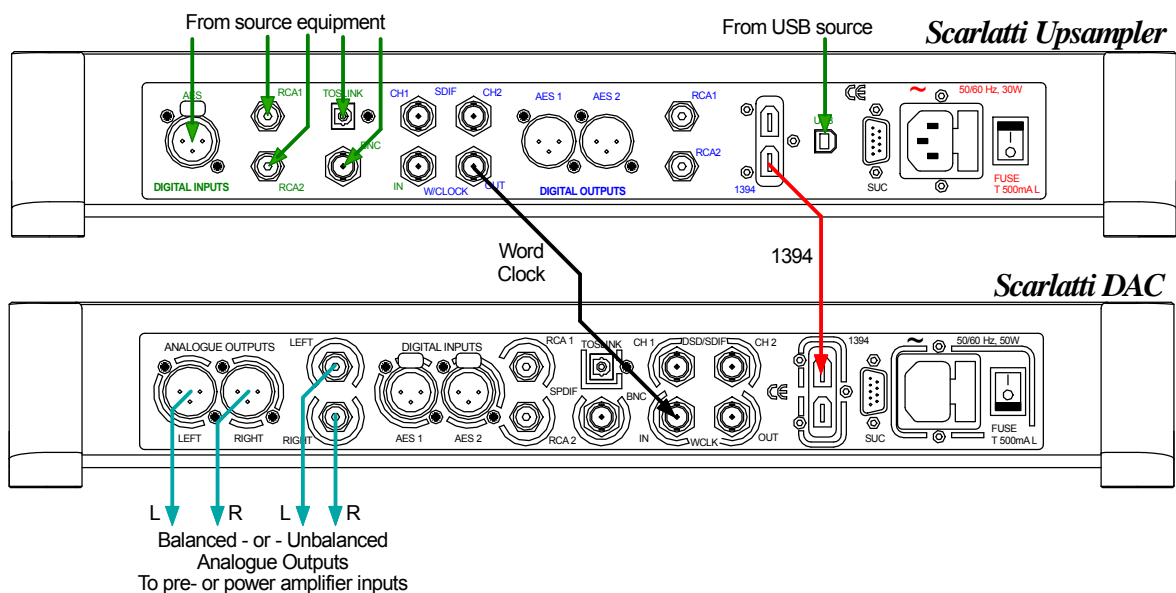 From source equipment
From USB source
Scarlatti Upsampler
AES
RCA1
TOSLINK
CH1
SDIF
CH2
AES 1
AES 2
RCA1
CE
~
50/60 Hz, 30W
USB
BNC
RCA2
DIGITAL INPUTS
RCA2
IN
W/CLOCK
OUT
DIGITAL OUTPUTS
1394
SUC
FUSE
T 500mA L
Word
Clock
1394
Scarlatti DAC
ANALOGUE OUTPUTS
LEFT
DIGITAL INPUTS
RCA 1
TOSLINK
CH 1
DSD/SDIF
CH 2
1394
~
50/60 Hz, 50W
SPDIF
BNC
CE
LEFT
RIGHT
RIGHT
AES 1
AES 2
RCA 2
IN
WCLK
OUT
SUC
FUSE
T 500mA L
L
R
L
R
Balanced - or - Unbalanced
Analogue Outputs
To pre- or power amplifier inputs